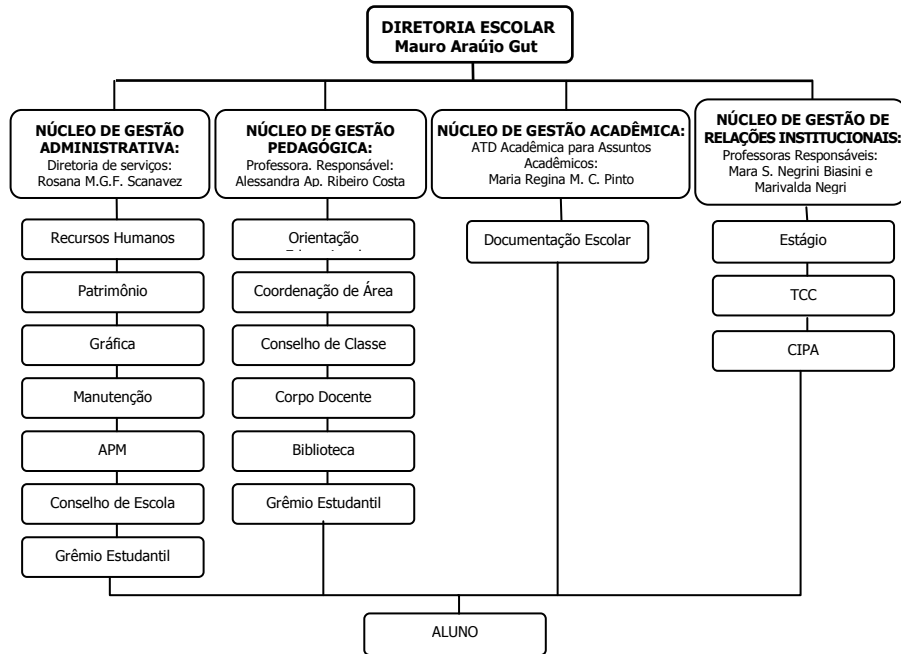 DIRETORIA ESCOLAR
Mauro Araújo Gut
NÚCLEO DE GESTÃO
ADMINISTRATIVA:
Diretoria de serviços:
Rosana M.G.F. Scanavez
NÚCLEO DE GESTÃO
PEDAGÓGICA:
Professora. Responsável:
Alessandra Ap. Ribeiro Costa
NÚCLEO DE GESTÃO ACADÊMICA:
ATD Acadêmica para Assuntos
Acadêmicos:
Maria Regina M. C. Pinto
NÚCLEO DE GESTÃO DE
RELAÇÕES INSTITUCIONAIS:
Professoras Responsáveis:
Mara S. Negrini Biasini e
Marivalda Negri
Recursos Humanos
Patrimônio
Gráfica
Manutenção
APM
Conselho de Escola
Grêmio Estudantil
Orientação
Coordenação de Área
Conselho de Classe
Corpo Docente
Biblioteca
Grêmio Estudantil
Documentação Escolar
Estágio
TCC
CIPA
ALUNO